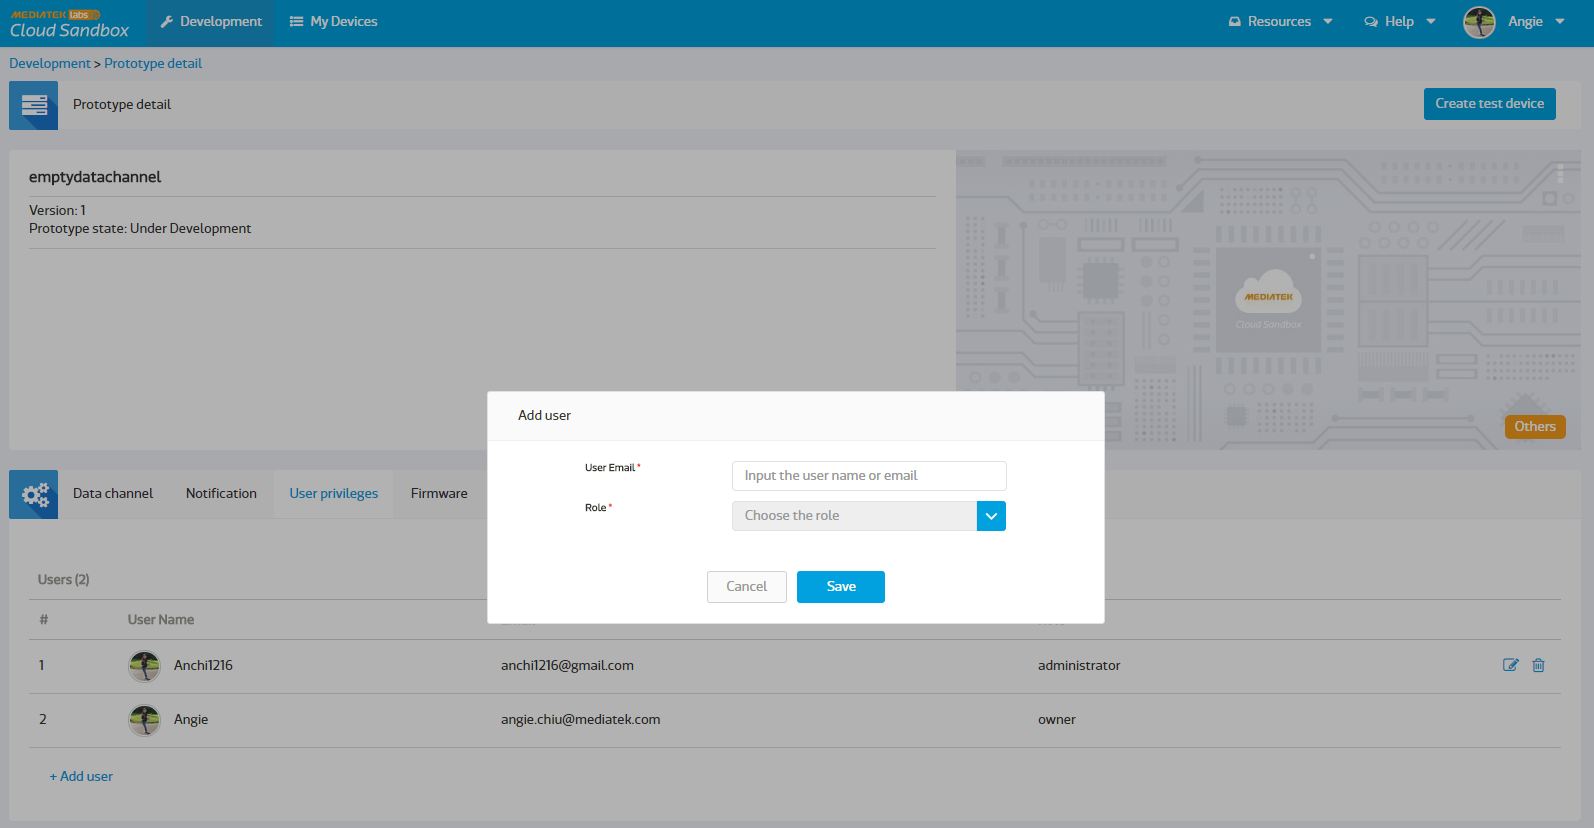 MEDIATEK labs
Cloud Sandbox
Development
My Devices
Resources
Help
Angie
Development > Prototype detail
Prototype detail
Create test device
emptydatachannel
Version: 1
Prototype state: Under Development
MEDIATEK
Cloud Sandbox
Others
Add user
User Email *
Input the user name or email
Role *
Choose the role
Cancel
Save
Data channel
Notification
User privileges
Firmware
Users (2)
# User Name
1 Anchi1216 anchi1216@gmail.com administrator
2 Angie angie.chiu@mediatek.com owner
+ Add user